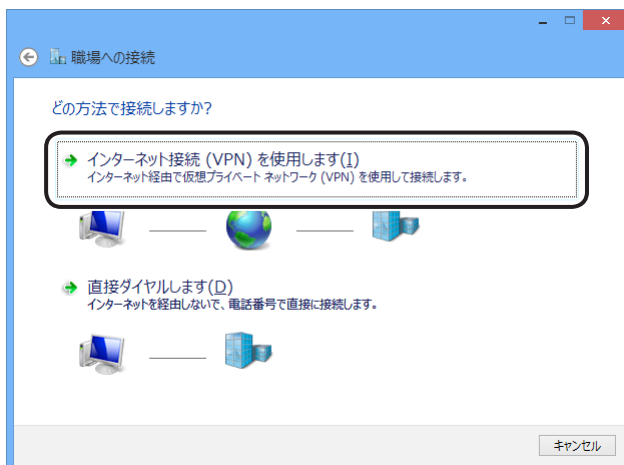 職場への接続
どの方法で接続しますか?
インターネット接続 (VPN) を使用します(I)
インターネット経由で仮想プライベート ネットワーク (VPN) を使用して接続します。
直接ダイヤルします(D)
インターネットを経由しないで、電話番号で直接に接続します。
キャンセル